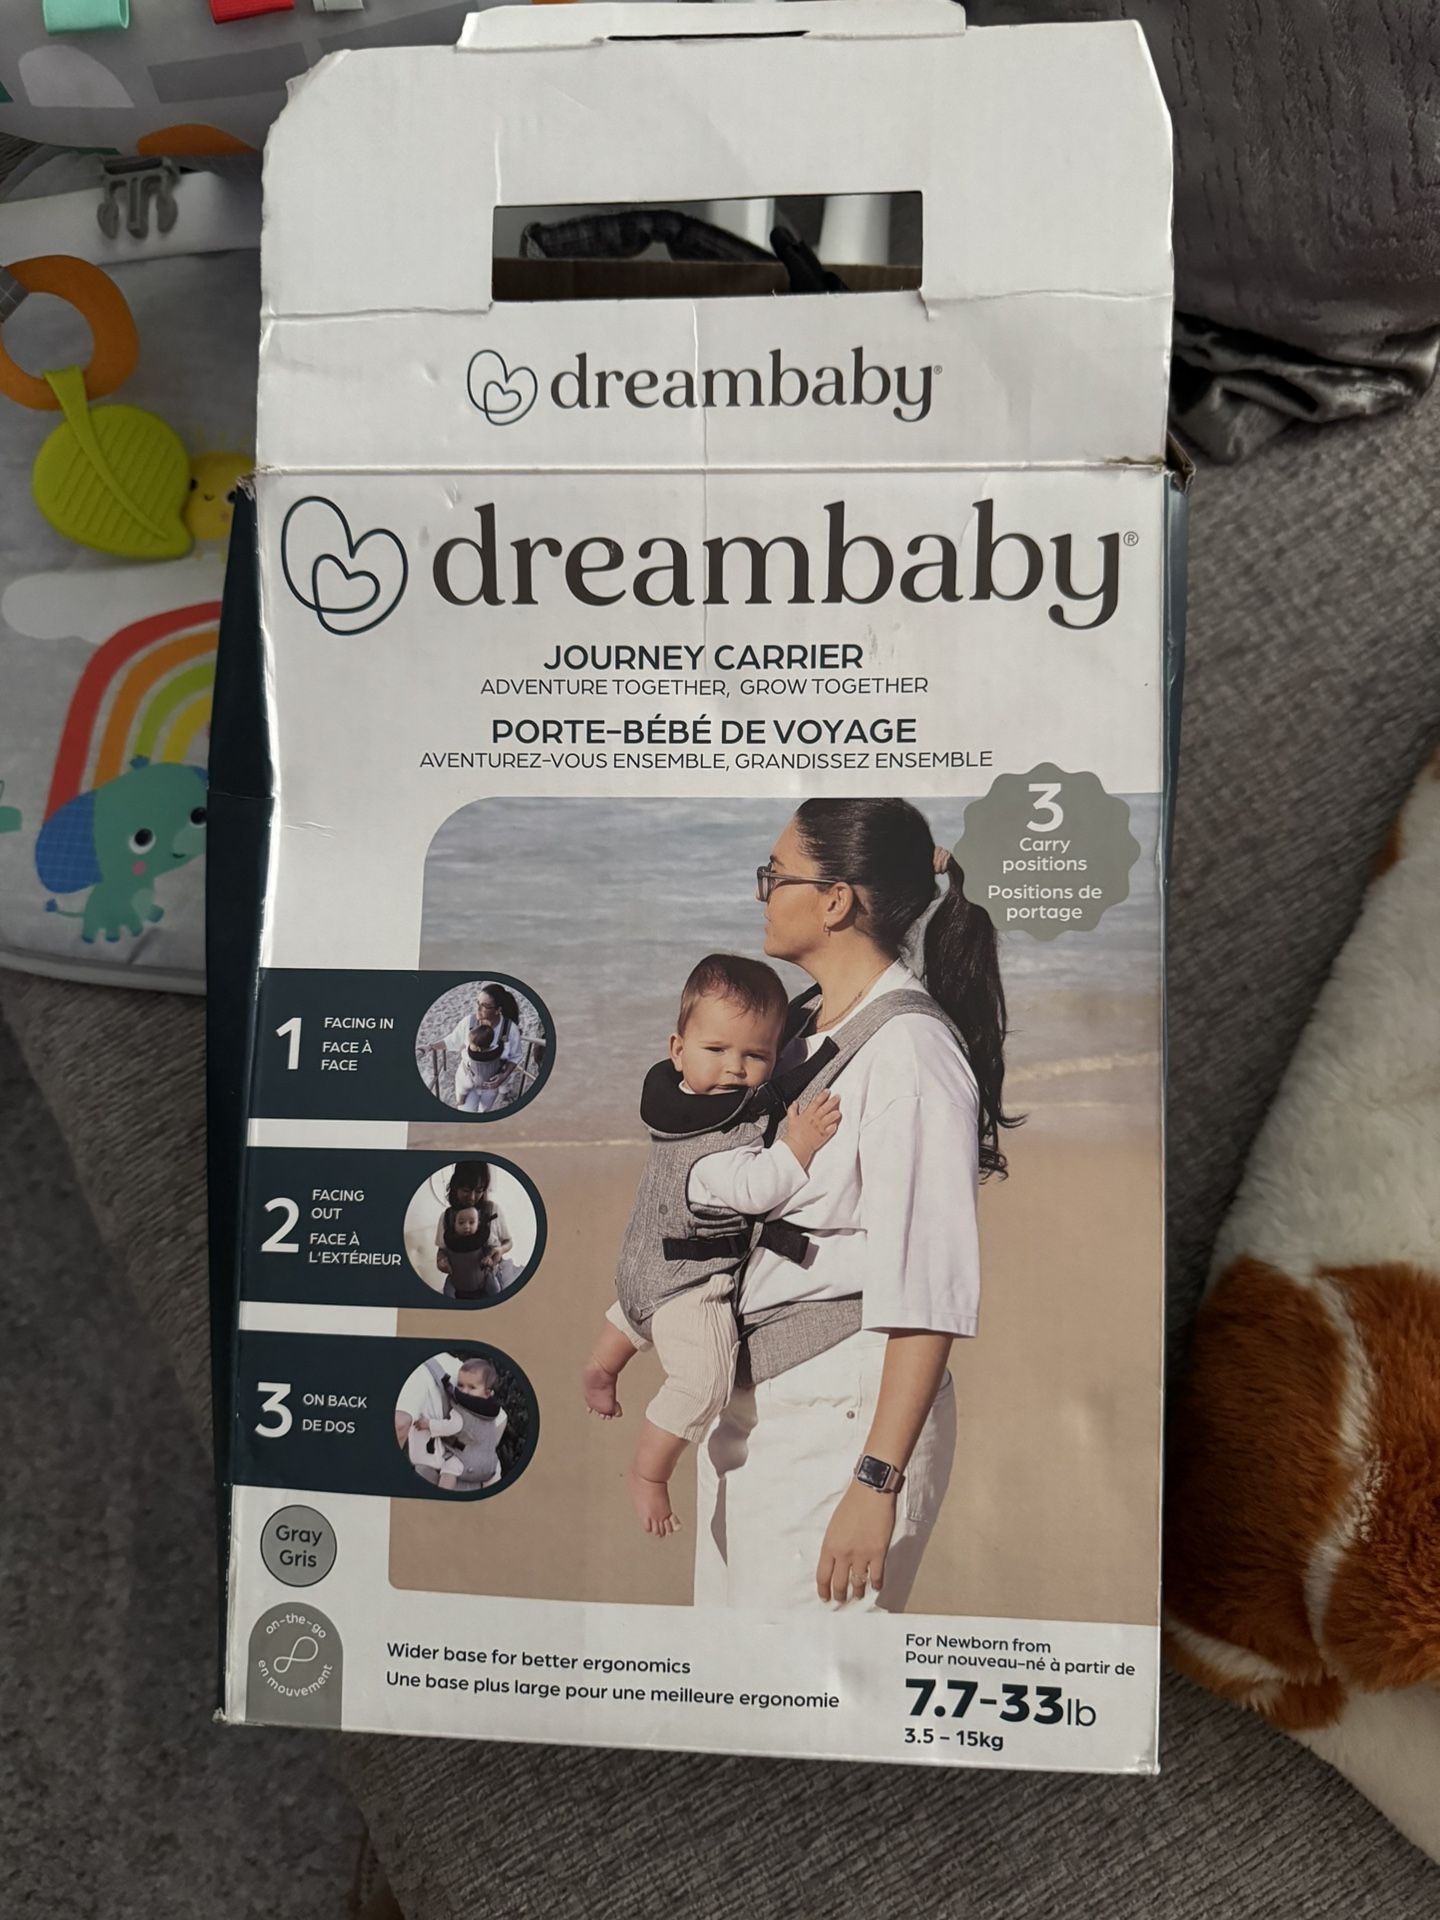 dreambaby®
dreambaby®
JOURNEY CARRIER
ADVENTURE TOGETHER, GROW TOGETHER
PORTE-BÉBÉ DE VOYAGE
AVENTUREZ-VOUS ENSEMBLE, GRANDISSEZ ENSEMBLE
3
Carry
positions
Positions de
portage
1
FACING IN
FACE À
FACE
2
FACING
OUT
FACE À
L'EXTÉRIEUR
3
ON BACK
DE DOS
Gray
Gris
on-the-go
en mouvement
Wider base for better ergonomics
Une base plus large pour une meilleure ergonomie
For Newborn from
Pour nouveau-né à partir de
7.7-33lb
3.5 - 15kg